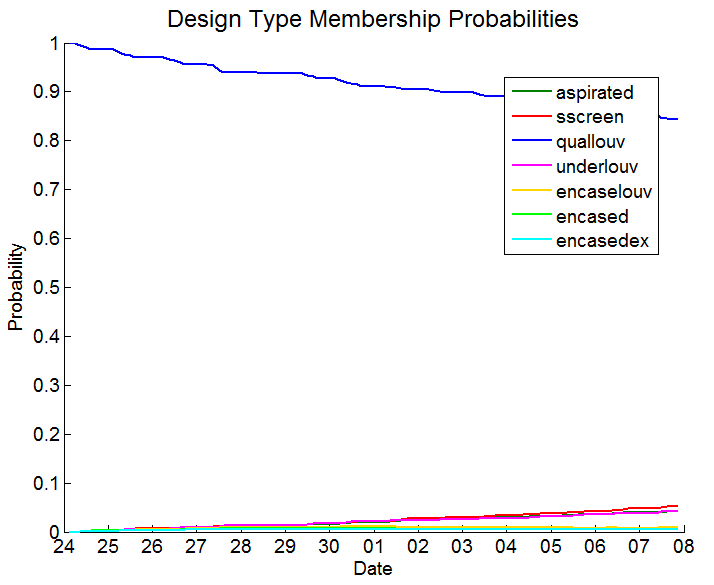 Design Type Membership Probabilities
1
0.9
0.8
0.7
0.6
0.5
0.4
0.3
0.2
0.1
0
Probability
aspirated
sscreen
quallouv
underlouv
encaselouv
encased
encasedex
24 25 26 27 28 29 30 01 02 03 04 05 06 07 08
Date